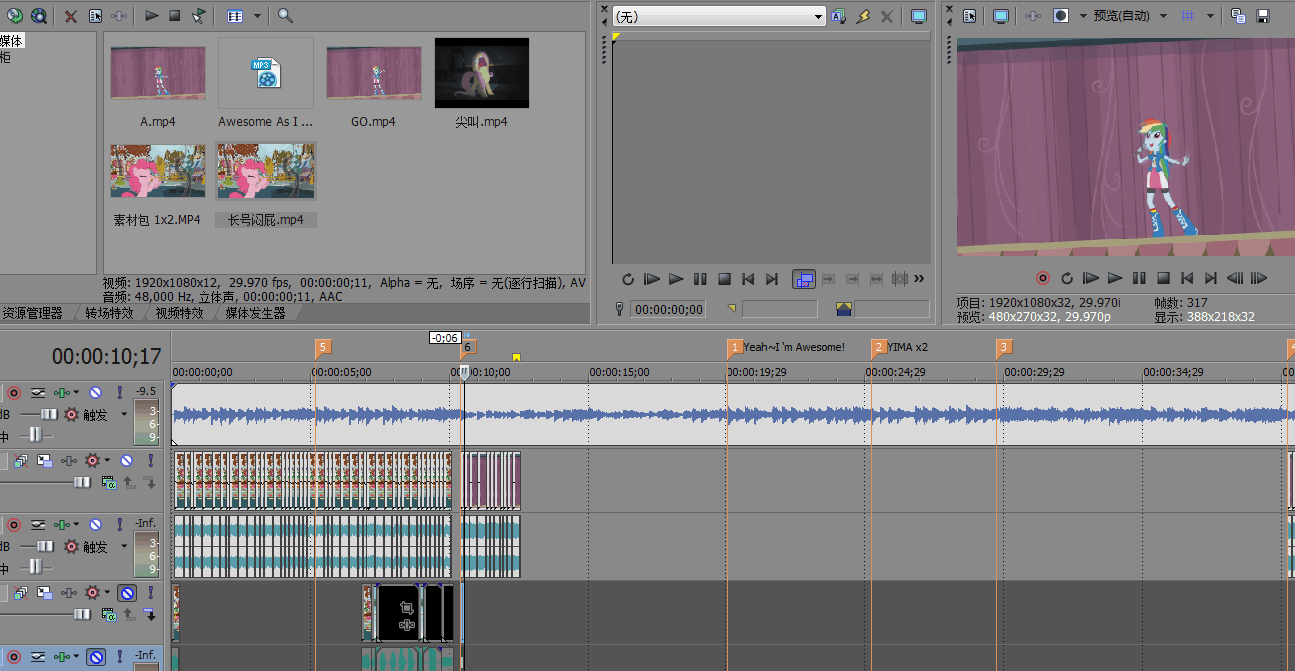 (无)
预览(自动)
媒体
柜
MP3
A.mp4
Awesome As I ...
GO.mp4
尖叫.mp4
素材包 1x2.MP4
长号闷屁.mp4
视频: 1920x1080x12, 29.970 fps, 00:00:00;11, Alpha = 无, 场序 = 无(逐行扫描), AV
音频: 48,000 Hz, 立体声, 00:00:00;11, AAC
资源管理器 转场特效 视频特效 媒体发生器
00:00:00;00
项目: 1920x1080x32, 29.970i 帧数: 317
预览: 480x270x32, 29.970p 显示: 388x218x32
00:00:10;17
-0;06
5
6
1 Yeah~I 'm Awesome!
2 YIMA x2
3
4
00:00:00;00 00:00:05;00 00:00:10;00 00:00:15;00 00:00:19;29 00:00:24;29 00:00:29;29 00:00:34;29 00
-9.5
dB 触发
3
6
中 9
-Inf.
dB 触发
3
6
中 9
-Inf.